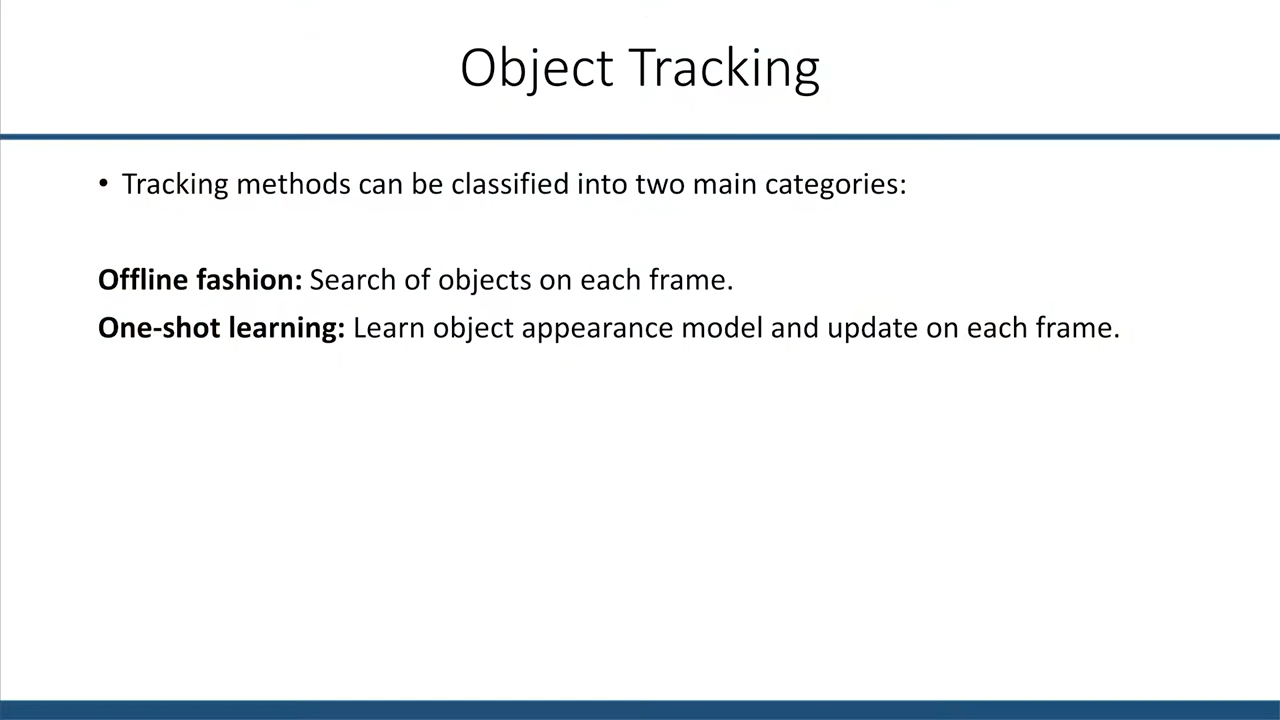 Object Tracking
• Tracking methods can be classified into two main categories:
Offline fashion: Search of objects on each frame.
One-shot learning: Learn object appearance model and update on each frame.